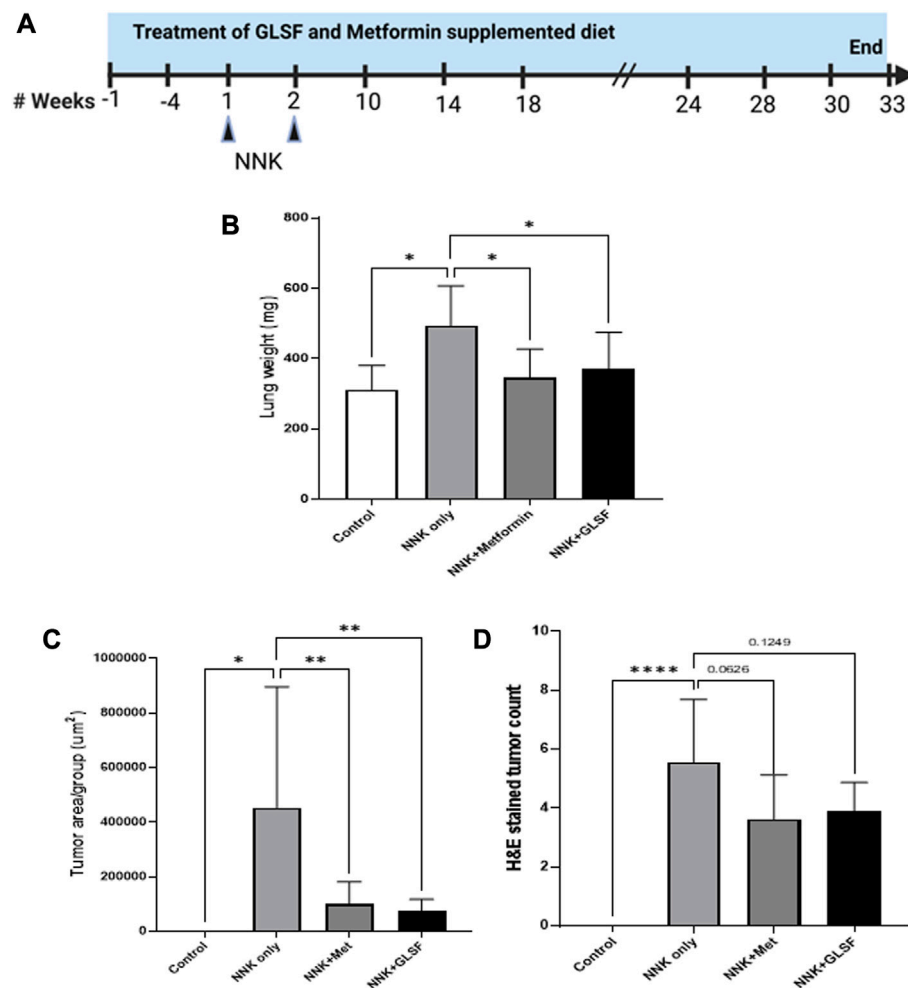 A
Treatment of GLSF and Metformin supplemented diet
End
# Weeks -1 -4 1 2 10 14 18 24 28 30 33
NNK
B
Lung weight (mg)
800
600
400
200
0
* * *
Control NNK only NNK+Metformin NNK+GLSF
C
Tumor area/group (um²)
1000000
800000
600000
400000
200000
0
* ** **
Control NNK only NNK+Met NNK+GLSF
D
H&E stained tumor count
10
8
6
4
2
0
**** 0.0626 0.1249
Control NNK only NNK+Met NNK+GLSF